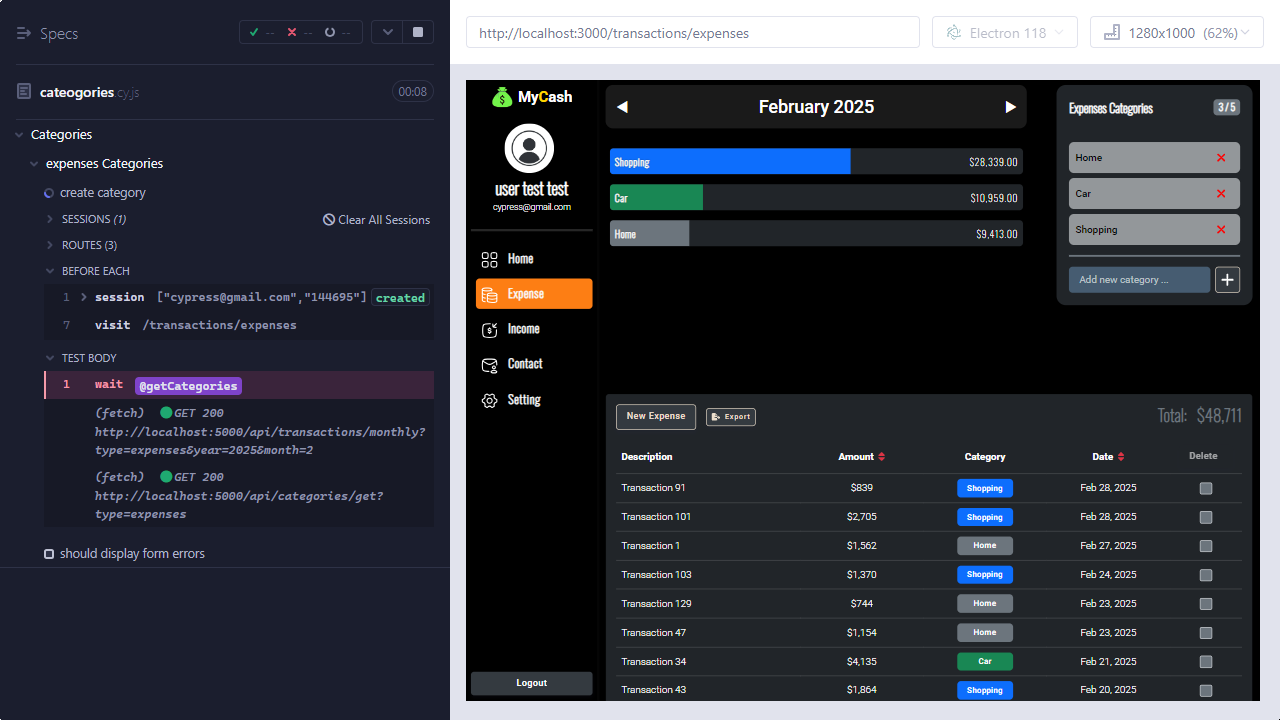 Specs
-- -- --
cateogories cy.js
00:08
Categories
expenses Categories
create category
SESSIONS (1)
Clear All Sessions
ROUTES (3)
BEFORE EACH
1 session ["cypress@gmail.com","144695"] created
7 visit /transactions/expenses
TEST BODY
1 wait @getCategories
(fetch) GET 200
http://localhost:5000/api/transactions/monthly?
type=expenses&year=2025&month=2
(fetch) GET 200
http://localhost:5000/api/categories/get?
type=expenses
should display form errors
http://localhost:3000/transactions/expenses
Electron 118
1280x1000 (62%)
$
MyCash
user test test
cypress@gmail.com
Home
Expense
Income
Contact
Setting
Logout
February 2025
Shopping $28,339.00
Car $10,959.00
Home $9,413.00
Expenses Categories 3/5
Home
Car
Shopping
Add new category ...
New Expense Export Total: $48,711
Description Amount Category Date Delete
Transaction 91 $839 Shopping Feb 28, 2025
Transaction 101 $2,705 Shopping Feb 28, 2025
Transaction 1 $1,562 Home Feb 27, 2025
Transaction 103 $1,370 Shopping Feb 24, 2025
Transaction 129 $744 Home Feb 23, 2025
Transaction 47 $1,154 Home Feb 23, 2025
Transaction 34 $4,135 Car Feb 21, 2025
Transaction 43 $1,864 Shopping Feb 20, 2025